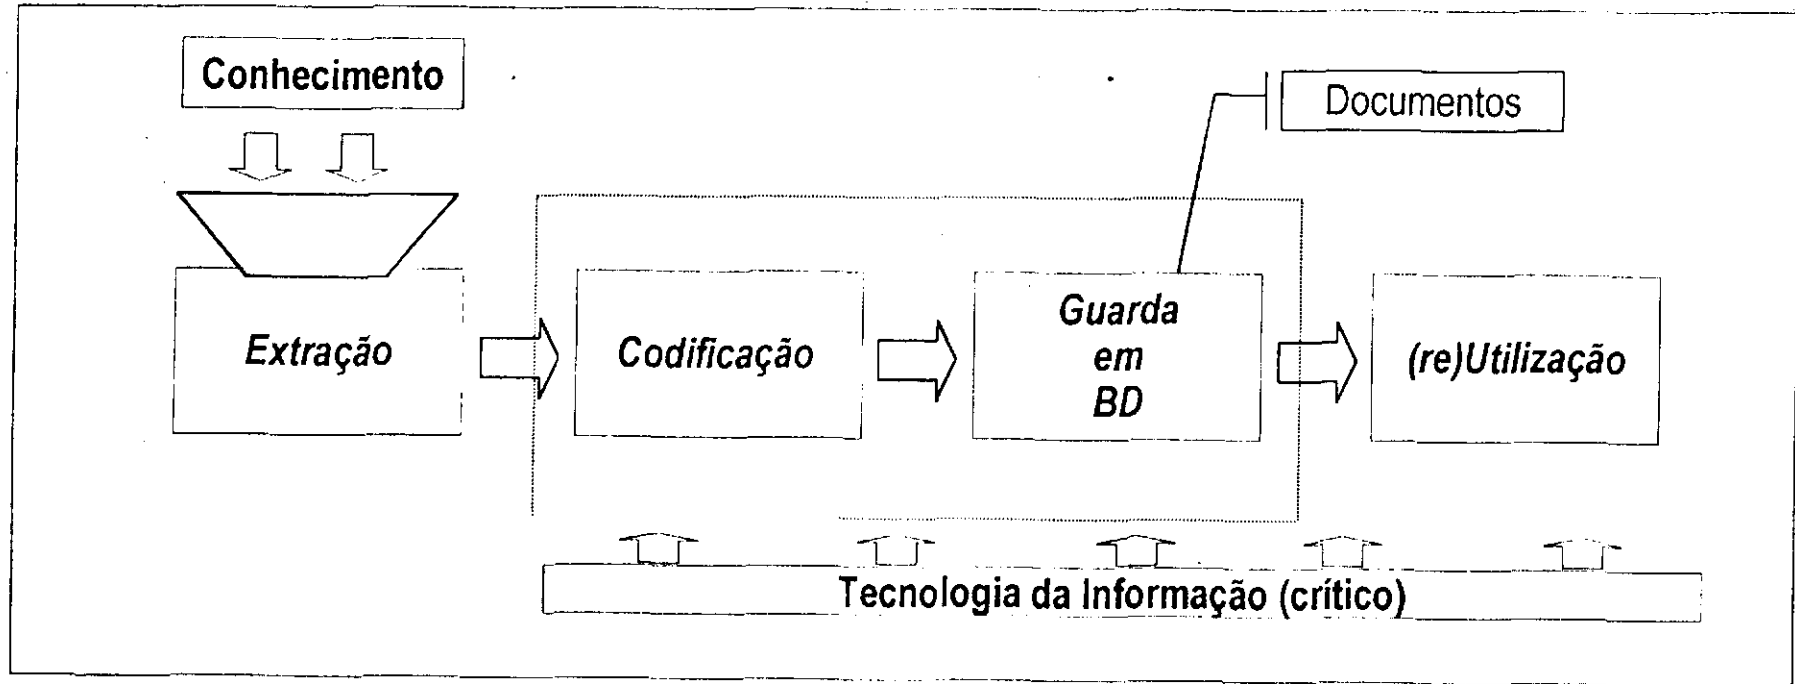 Conhecimento
Documentos
Extração
Codificação
Guarda
em
BD
(re)Utilização
Tecnologia da Informação (crítico)